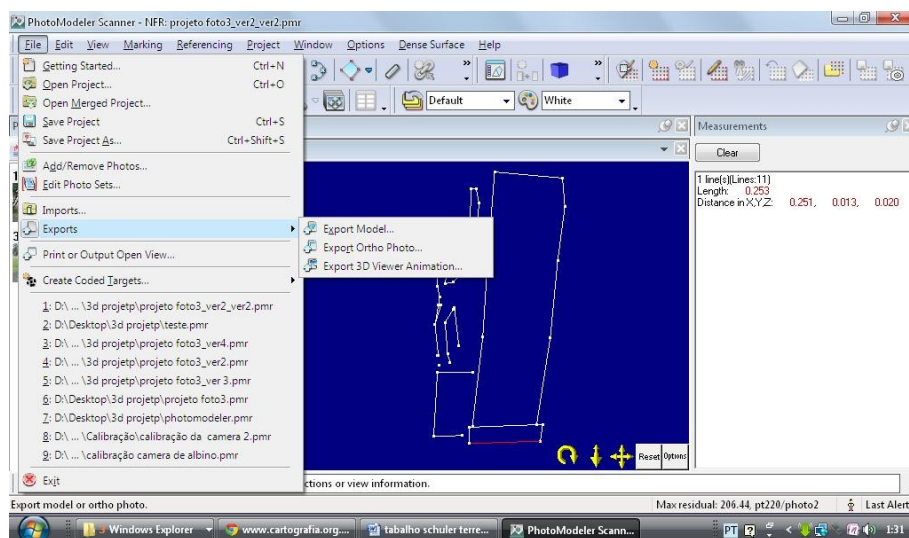 PhotoModeler Scanner - NFR: projeto foto3_ver2_ver2.pmr
File Edit View Marking Referencing Project Window Options Dense Surface Help
Getting Started... Ctrl+N
Open Project... Ctrl+O
Open Merged Project...
Save Project Ctrl+S
Save Project As... Ctrl+Shift+S
Add/Remove Photos...
Edit Photo Sets...
Imports...
Exports
Print or Output Open View...
Create Coded Targets...
1: D:\ ... \3d projetp\projeto foto3_ver2_ver2.pmr
2: D:\Desktop\3d projetp\teste.pmr
3: D:\ ... \3d projetp\projeto foto3_ver4.pmr
4: D:\ ... \3d projetp\projeto foto3_ver2.pmr
5: D:\ ... \3d projetp\projeto foto3_ver 3.pmr
6: D:\Desktop\3d projetp\projeto foto3.pmr
7: D:\Desktop\3d projetp\photomodeler.pmr
8: D:\ ... \Calibração\calibração da camera 2.pmr
9: D:\ ... \calibração camera de albino.pmr
Exit
Export Model...
Export Ortho Photo...
Export 3D Viewer Animation...
Default White
Measurements
Clear
1 line(s)(Lines:11)
Length: 0.253
Distance in X,Y,Z: 0.251, 0.013, 0.020
Reset Options
ctions or view information.
Export model or ortho photo. Max residual: 206.44, pt220/photo2 Last Alert
Windows Explorer www.cartografia.org.... tabalho schuler terre... PhotoModeler Scann... PT 1:31